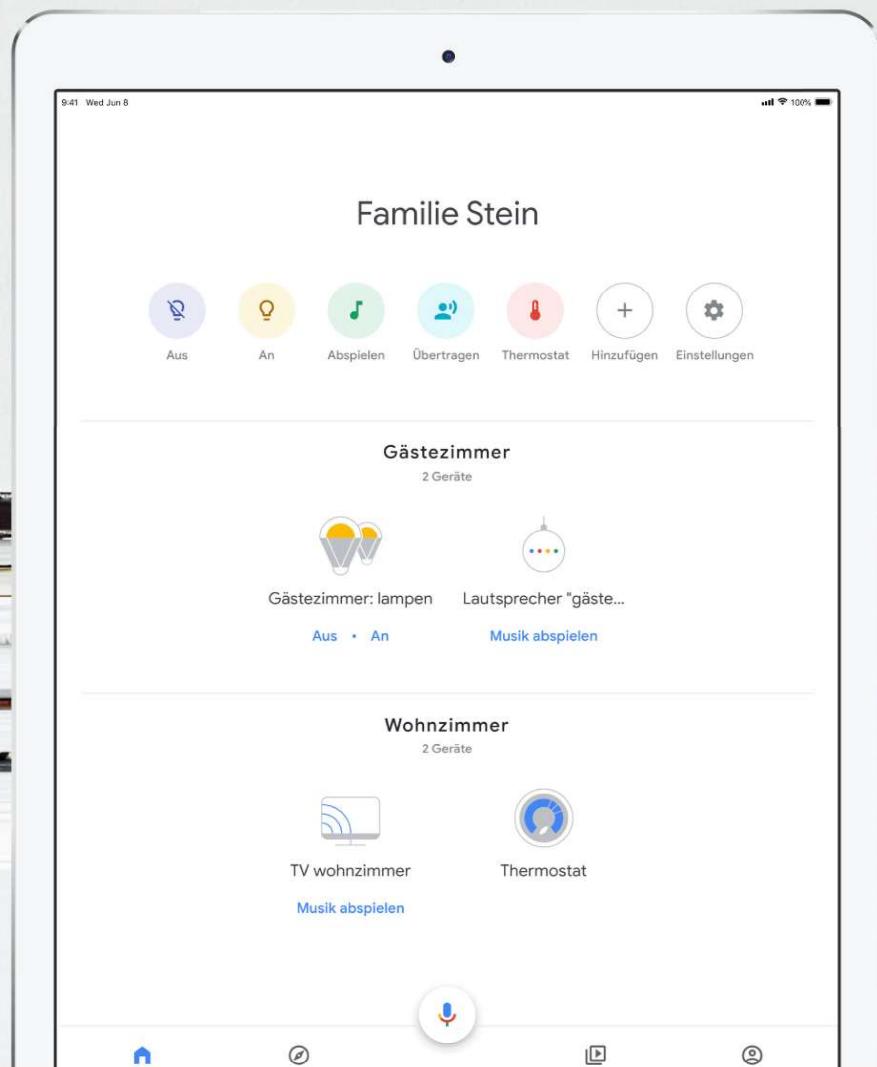 9:41 Wed Jun 8 100%
Familie Stein
Aus An Abspielen Übertragen Thermostat Hinzufügen Einstellungen
Gästezimmer
2 Geräte
Gästezimmer: lampen Lautsprecher "gäste...
Aus • An Musik abspielen
Wohnzimmer
2 Geräte
TV wohnzimmer Thermostat
Musik abspielen